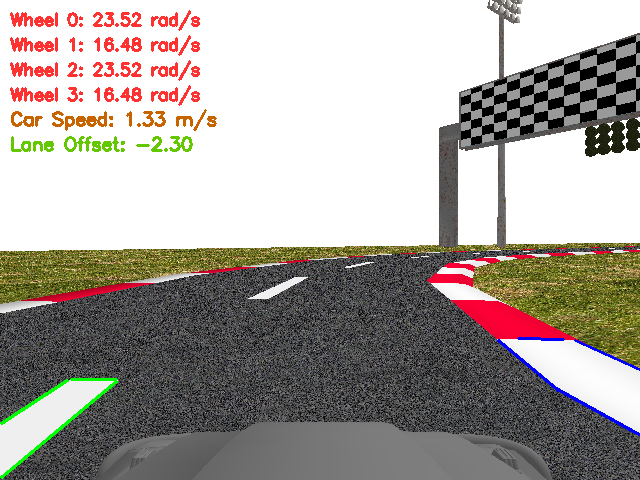 Wheel 0: 23.52 rad/s
Wheel 1: 16.48 rad/s
Wheel 2: 23.52 rad/s
Wheel 3: 16.48 rad/s
Car Speed: 1.33 m/s
Lane Offset: -2.30